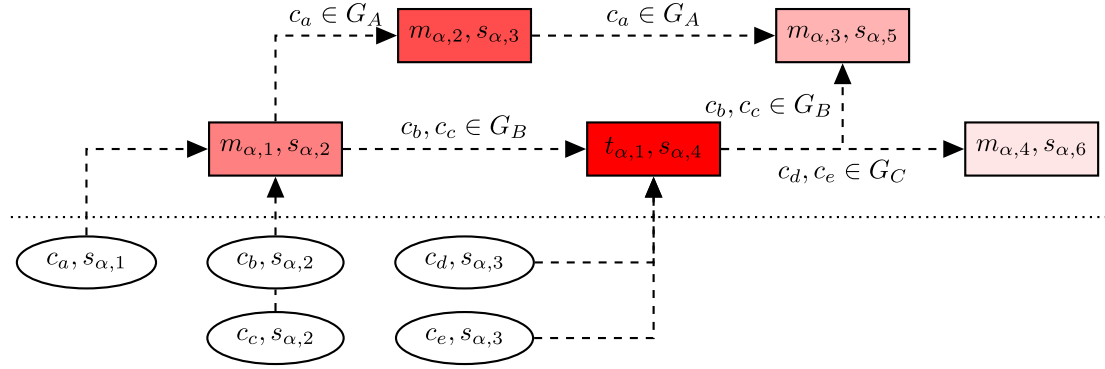 c_a ∈ G_A
c_a ∈ G_A
m_{α,2}, s_{α,3}
m_{α,3}, s_{α,5}
c_b, c_c ∈ G_B
c_b, c_c ∈ G_B
m_{α,1}, s_{α,2}
t_{α,1}, s_{α,4}
m_{α,4}, s_{α,6}
c_d, c_e ∈ G_C
c_a, s_{α,1}
c_b, s_{α,2}
c_d, s_{α,3}
c_c, s_{α,2}
c_e, s_{α,3}